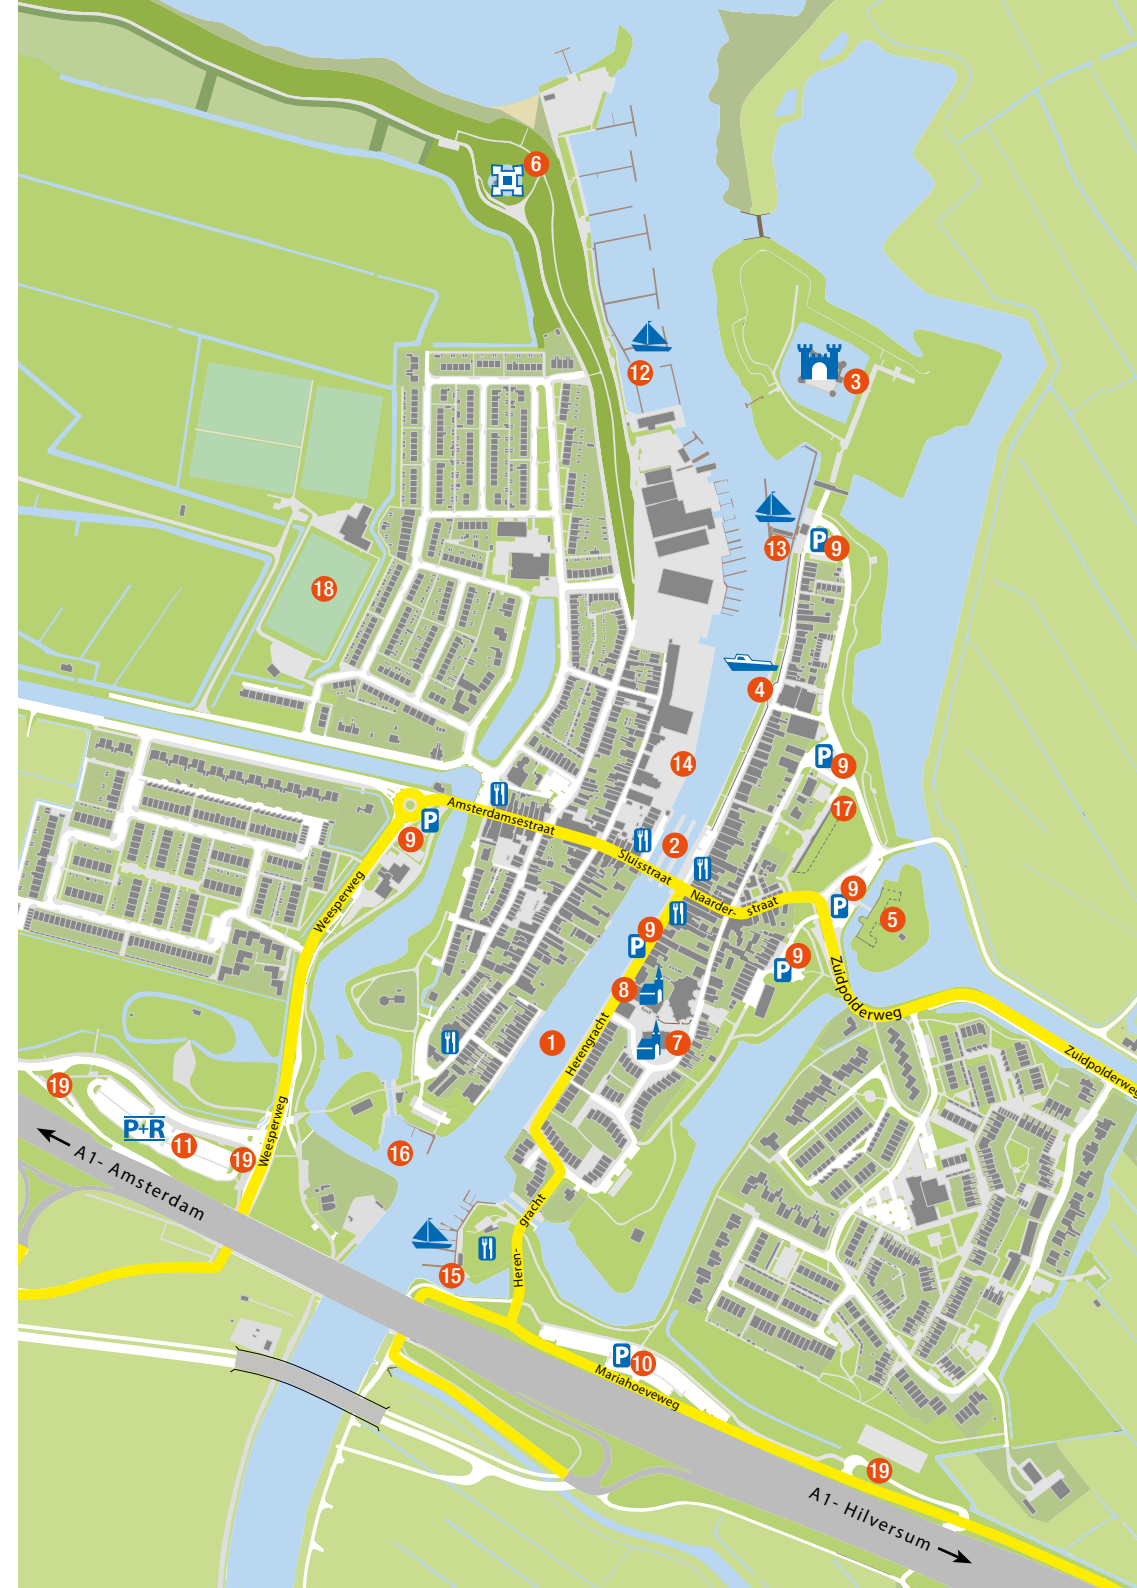 6
12
3
13
P 9
18
4
14
P 9
17
Amsterdamsestraat
P
9
Sluisstraat
2
Naarder-
straat
9
P
5
9
P
9
P
Weesperweg
Zuidpolderweg
8
1
7
Herengracht
Zuidpolderweg
19
P+R
11
19
Weesperweg
16
A1- Amsterdam
gracht
Heren-
15
P 10
Mariahoeveweg
19
A1- Hilversum